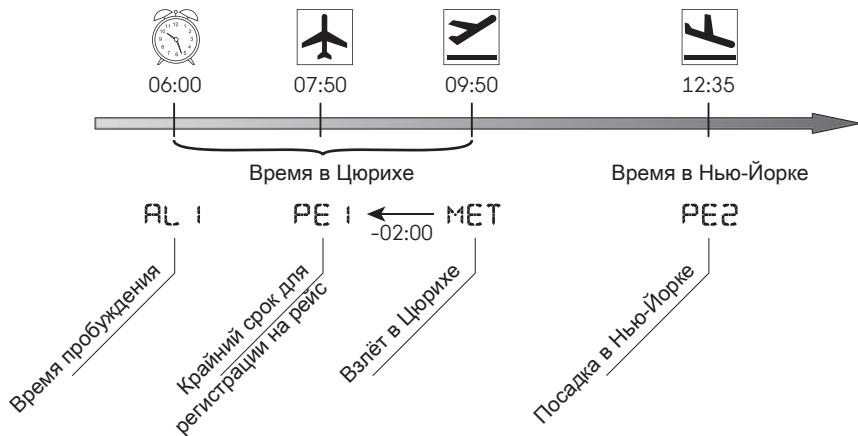 06:00 07:50 09:50 12:35
Время в Цюрихе Время в Нью-Йорке
AL 1 PE 1 MET PE2
-02:00
Время пробуждения
Крайний срок для
регистрации на рейс
Взлёт в Цюрихе
Посадка в Нью-Йорке